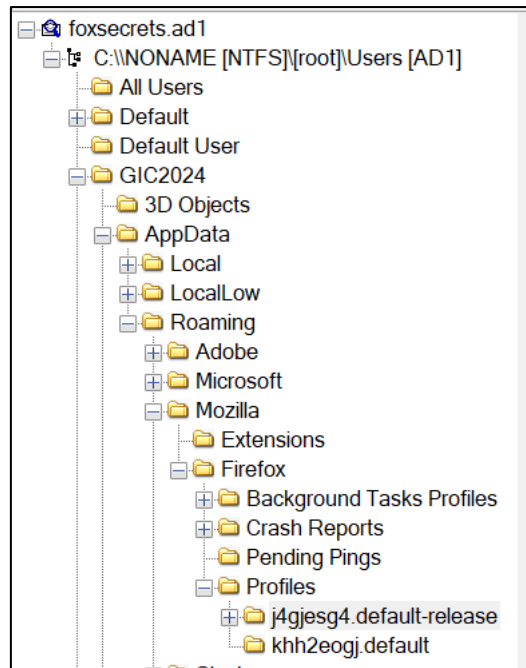 foxsecrets.ad1
C:\\NONAME [NTFS]\[root]\Users [AD1]
All Users
Default
Default User
GIC2024
3D Objects
AppData
Local
LocalLow
Roaming
Adobe
Microsoft
Mozilla
Extensions
Firefox
Background Tasks Profiles
Crash Reports
Pending Pings
Profiles
j4gjesg4.default-release
khh2eogj.default